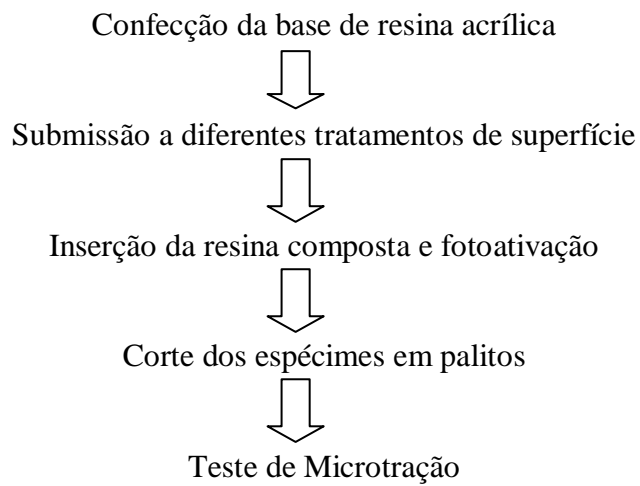 Confecção da base de resina acrílica
Submissão a diferentes tratamentos de superfície
Inserção da resina composta e fotoativação
Corte dos espécimes em palitos
Teste de Microtração